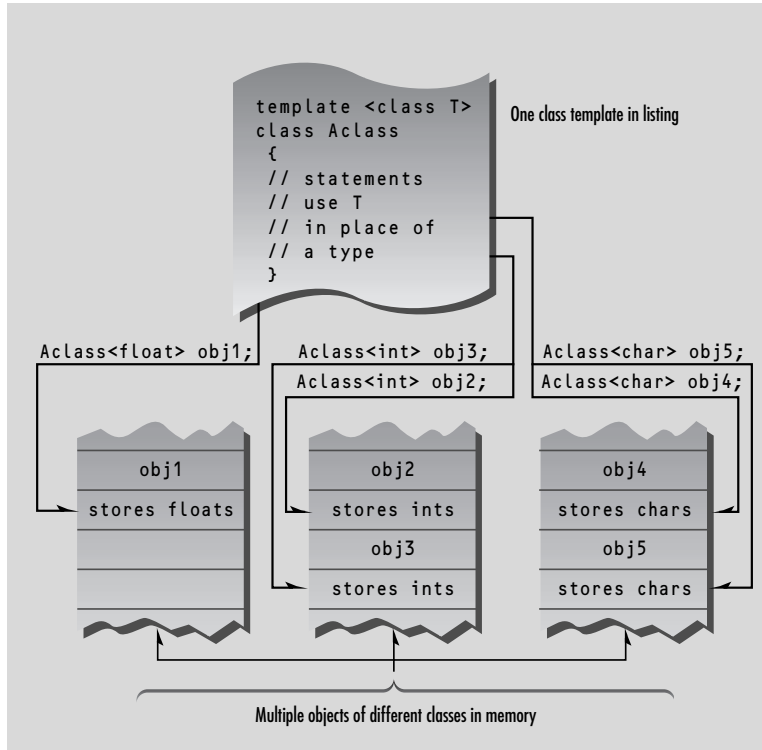 template <class T>
class Aclass
{
// statements
// use T
// in place of
// a type
}
One class template in listing
Aclass<float> obj1;
Aclass<int> obj3;
Aclass<int> obj2;
Aclass<char> obj5;
Aclass<char> obj4;
obj1
stores floats
obj2
stores ints
obj3
stores ints
obj4
stores chars
obj5
stores chars
Multiple objects of different classes in memory